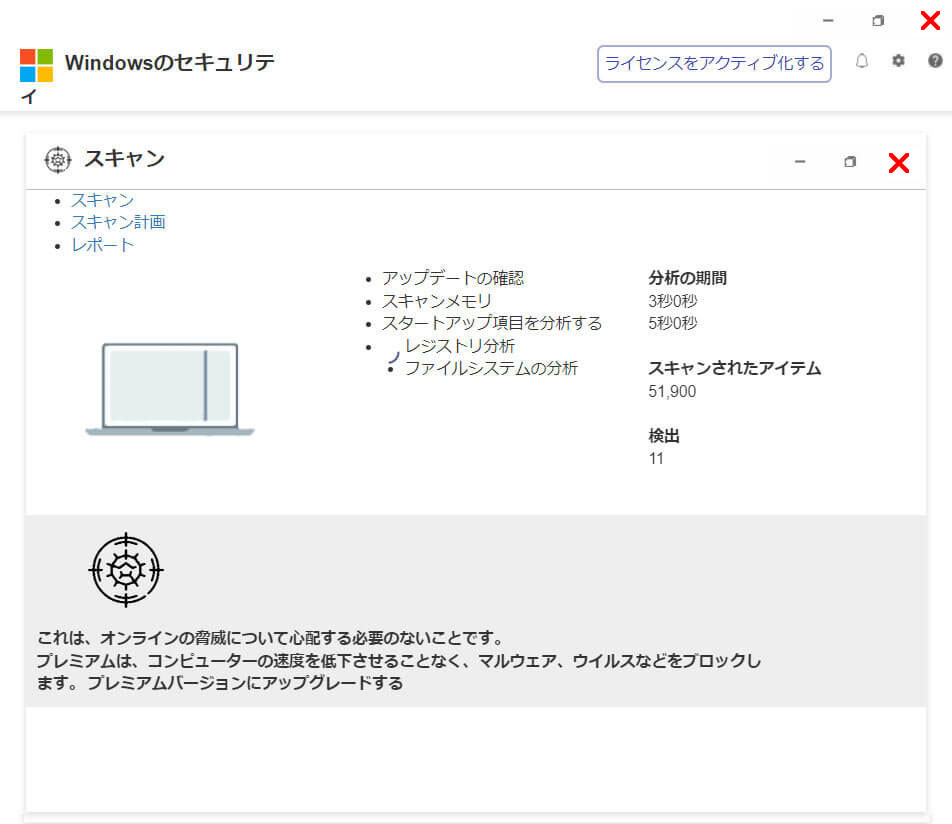 Windowsのセキュリテ
ィ
ライセンスをアクティブ化する
スキャン
スキャン
スキャン計画
レポート
アップデートの確認
スキャンメモリ
スタートアップ項目を分析する
レジストリ分析
ファイルシステムの分析
分析の期間
3秒0秒
5秒0秒
スキャンされたアイテム
51,900
検出
11
これは、オンラインの脅威について心配する必要のないことです。
プレミアムは、コンピューターの速度を低下させることなく、マルウェア、ウイルスなどをブロックし
ます。 プレミアムバージョンにアップグレードする